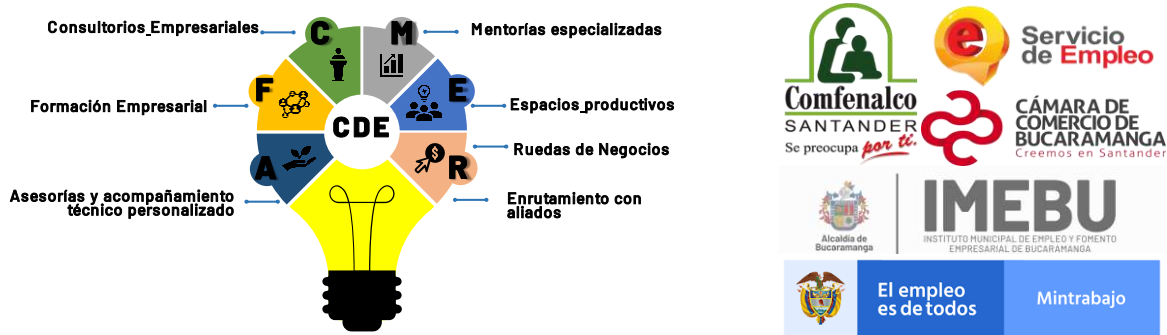 Consultorios_Empresariales
Formación Empresarial
Asesorías y acompañamiento
técnico personalizado
C
M
F
E
A
R
CDE
Mentorías especializadas
Espacios_productivos
Ruedas de Negocios
Enrutamiento con
aliados
Comfenalco
SANTANDER
Se preocupa por ti.
e
Servicio
de Empleo
CÁMARA DE
COMERCIO DE
BUCARAMANGA
Creemos en Santander
Alcaldía de
Bucaramanga
IMEBU
INSTITUTO MUNICIPAL DE EMPLEO Y FOMENTO
EMPRESARIAL DE BUCARAMANGA
El empleo
es de todos
Mintrabajo